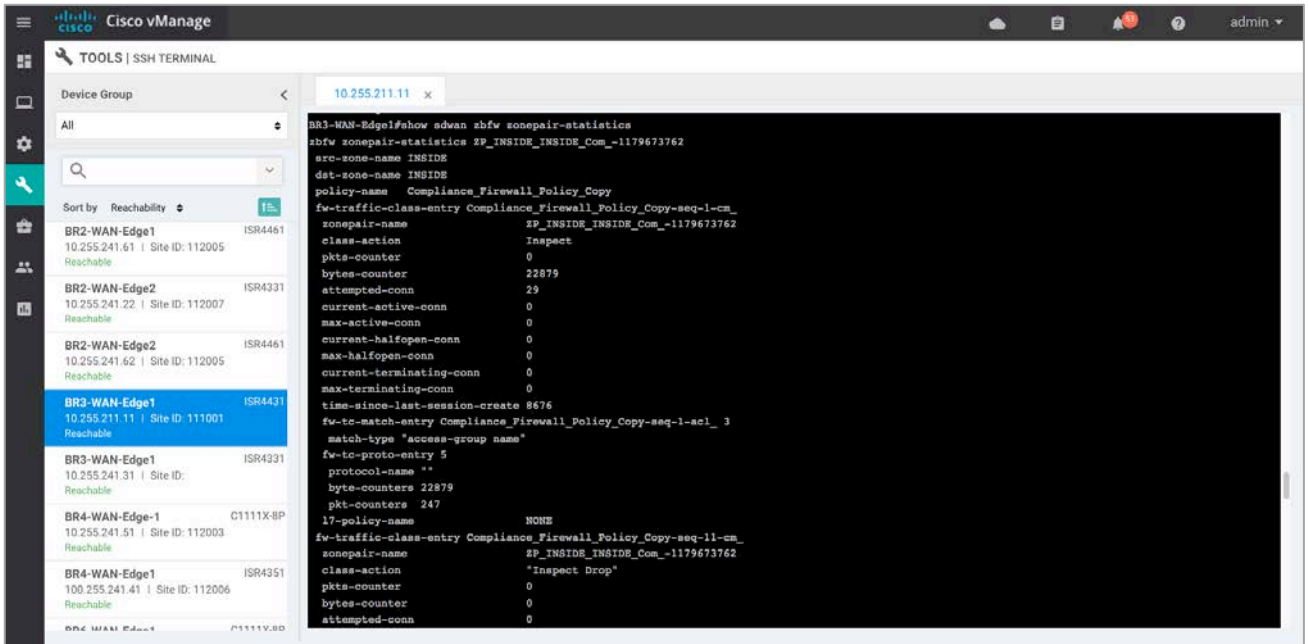 cisco Cisco vManage
53
admin
TOOLS | SSH TERMINAL
Device Group
All
Sort by Reachability
BR2-WAN-Edge1 ISR4461
10.255.241.61 | Site ID: 112005
Reachable
BR2-WAN-Edge2 ISR4331
10.255.241.22 | Site ID: 112007
Reachable
BR2-WAN-Edge2 ISR4461
10.255.241.62 | Site ID: 112005
Reachable
BR3-WAN-Edge1 ISR4431
10.255.211.11 | Site ID: 111001
Reachable
BR3-WAN-Edge1 ISR4331
10.255.241.31 | Site ID:
Reachable
BR4-WAN-Edge-1 C1111X-8P
10.255.241.51 | Site ID: 112003
Reachable
BR4-WAN-Edge1 ISR4351
100.255.241.41 | Site ID: 112006
Reachable
10.255.211.11 x
BR3-WAN-Edge1#show sdwan zbfw zonepair-statistics
zbfw zonepair-statistics ZP_INSIDE_INSIDE_Com_-1179673762
src-zone-name INSIDE
dst-zone-name INSIDE
policy-name Compliance_Firewall_Policy_Copy
fw-traffic-class-entry Compliance_Firewall_Policy_Copy-seq-1-cm_
zonepair-name ZP_INSIDE_INSIDE_Com_-1179673762
class-action Inspect
pkts-counter 0
bytes-counter 22879
attempted-conn 29
current-active-conn 0
max-active-conn 0
current-halfopen-conn 0
max-halfopen-conn 0
current-terminating-conn 0
max-terminating-conn 0
time-since-last-session-create 8676
fw-tc-match-entry Compliance_Firewall_Policy_Copy-seq-1-acl_ 3
match-type "access-group name"
fw-tc-proto-entry 5
protocol-name ""
byte-counters 22879
pkt-counters 247
l7-policy-name NONE
fw-traffic-class-entry Compliance_Firewall_Policy_Copy-seq-11-cm_
zonepair-name ZP_INSIDE_INSIDE_Com_-1179673762
class-action "Inspect Drop"
pkts-counter 0
bytes-counter 0
attempted-conn 0